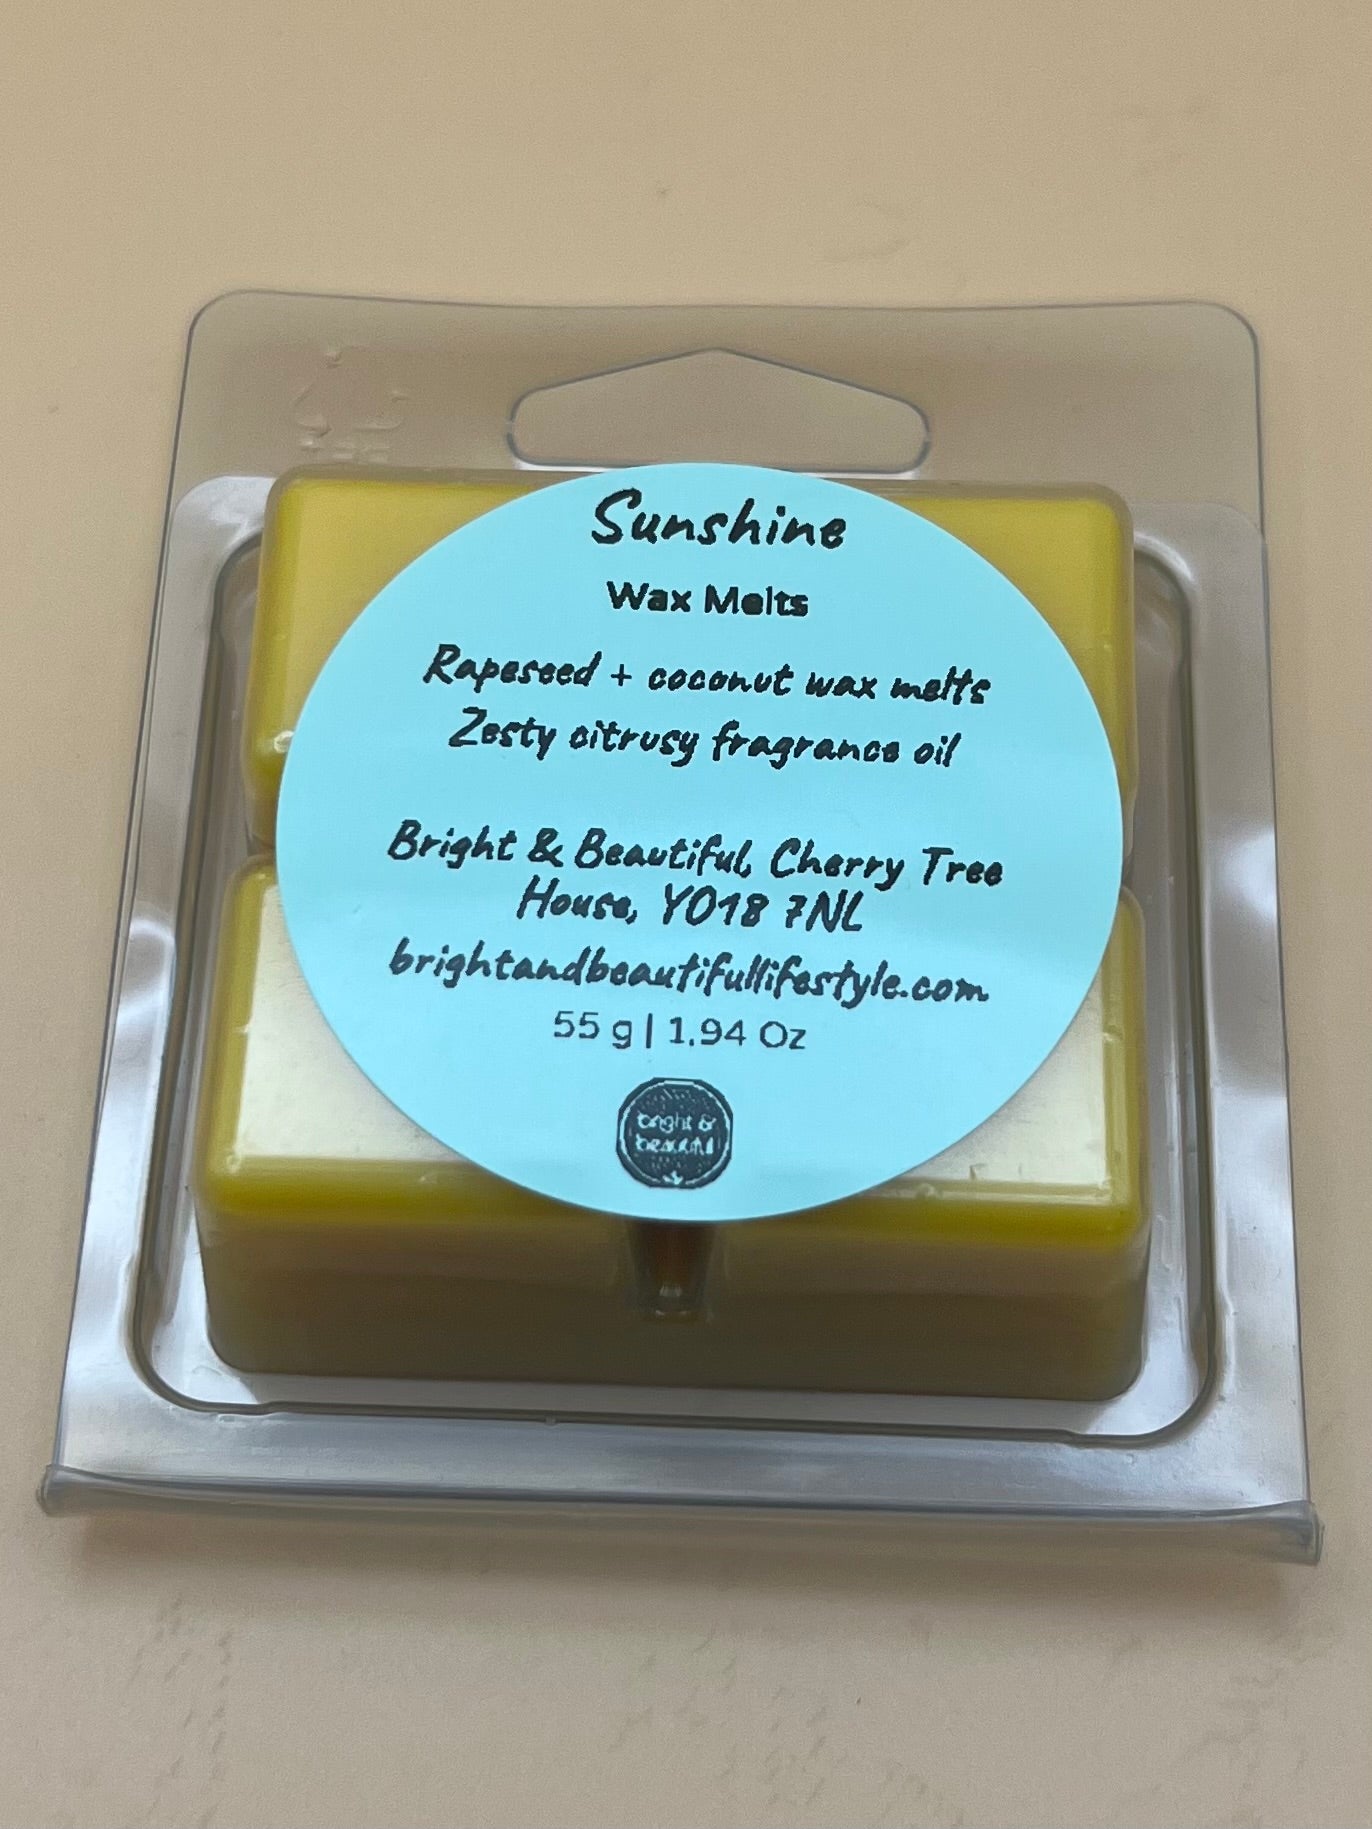 Sunshine
Wax Melts
Rapeseed + coconut wax melts
Zesty citrusy fragrance oil
Bright & Beautiful, Cherry Tree
House, YO18 7NL
brightandbeautifullifestyle.com
55 g | 1.94 Oz
bright &
beautiful